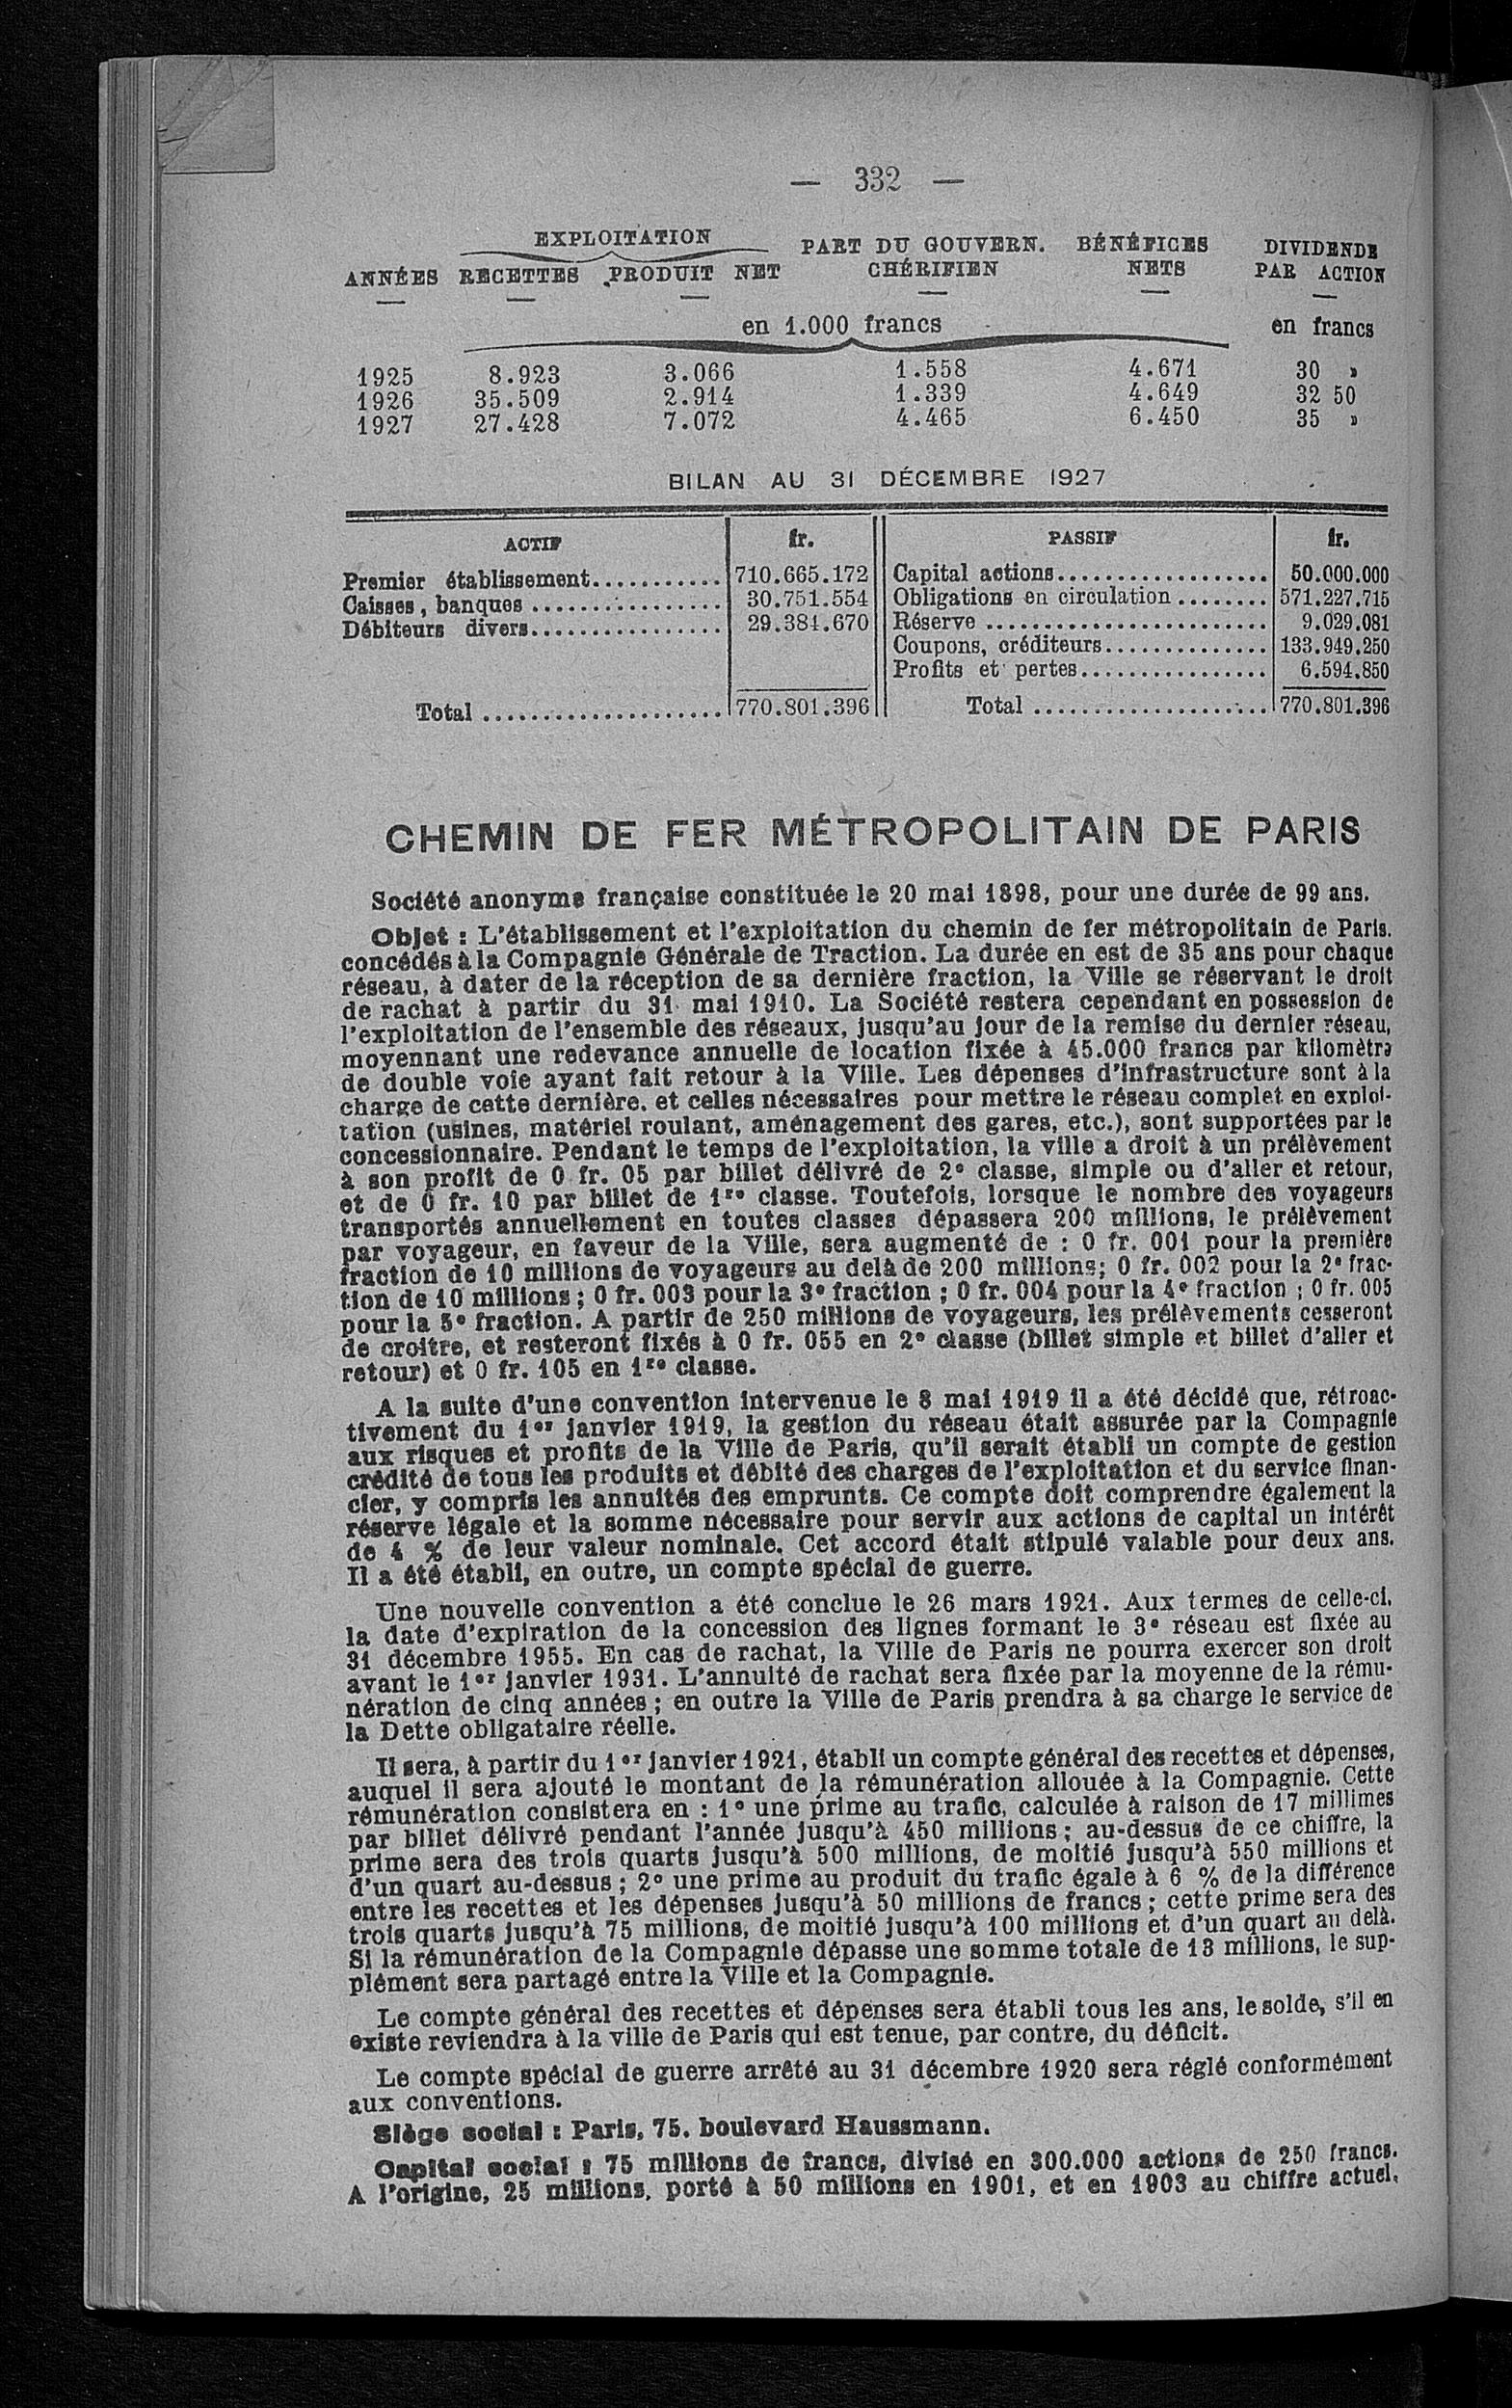 — 332 —
EXPLOITATION PART DU GOUVERN. BÉNÉFICES DIVIDENDE
ANNÉES RECETTES PRODUIT NET CHÉRIFIEN NETS PAR ACTION
en 1.000 francs en francs
1925 8.923 3.066 1.558 4.671 30 »
1926 35.509 2.914 1.339 4.649 32 50
1927 27.428 7.072 4.465 6.450 35 »
BILAN AU 31 DÉCEMBRE 1927
ACTIF fr. PASSIF fr.
Premier établissement........... 710.665.172 Capital actions.................. 50.000.000
Caisses, banques ................ 30.751.554 Obligations en circulation ........ 571.227.715
Débiteurs divers................ 29.384.670 Réserve ........................ 9.029.081
Coupons, créditeurs.............. 133.949.250
Profits et pertes................ 6.594.850
Total .................... 770.801.396 Total .................... 770.801.396
CHEMIN DE FER MÉTROPOLITAIN DE PARIS
Société anonyme française constituée le 20 mai 1898, pour une durée de 99 ans.
Objet : L'établissement et l'exploitation du chemin de fer métropolitain de Paris.
concédés à la Compagnie Générale de Traction. La durée en est de 35 ans pour chaque
réseau, à dater de la réception de sa dernière fraction, la Ville se réservant le droit
de rachat à partir du 31 mai 1910. La Société restera cependant en possession de
l'exploitation de l'ensemble des réseaux, jusqu'au jour de la remise du dernier réseau,
moyennant une redevance annuelle de location fixée à 45.000 francs par kilomètre
de double voie ayant fait retour à la Ville. Les dépenses d'infrastructure sont à la
charge de cette dernière. et celles nécessaires pour mettre le réseau complet en exploi-
tation (usines, matériel roulant, aménagement des gares, etc.), sont supportées par le
concessionnaire. Pendant le temps de l'exploitation, la ville a droit à un prélèvement
à son profit de 0 fr. 05 par billet délivré de 2e classe, simple ou d'aller et retour,
et de 0 fr. 10 par billet de 1re classe. Toutefois, lorsque le nombre des voyageurs
transportés annuellement en toutes classes dépassera 200 millions, le prélèvement
par voyageur, en faveur de la Ville, sera augmenté de : 0 fr. 001 pour la première
fraction de 10 millions de voyageurs au delà de 200 millions; 0 fr. 002 pour la 2e frac-
tion de 10 millions ; 0 fr. 003 pour la 3e fraction ; 0 fr. 004 pour la 4e fraction ; 0 fr. 005
pour la 5e fraction. A partir de 250 millions de voyageurs, les prélèvements cesseront
de croître, et resteront fixés à 0 fr. 055 en 2e classe (billet simple et billet d'aller et
retour) et 0 fr. 105 en 1re classe.
A la suite d'une convention intervenue le 8 mai 1919 il a été décidé que, rétroac-
tivement du 1er janvier 1919, la gestion du réseau était assurée par la Compagnie
aux risques et profits de la Ville de Paris, qu'il serait établi un compte de gestion
crédité de tous les produits et débité des charges de l'exploitation et du service finan-
cier, y compris les annuités des emprunts. Ce compte doit comprendre également la
réserve légale et la somme nécessaire pour servir aux actions de capital un intérêt
de 4 % de leur valeur nominale. Cet accord était stipulé valable pour deux ans.
Il a été établi, en outre, un compte spécial de guerre.
Une nouvelle convention a été conclue le 26 mars 1921. Aux termes de celle-ci.
la date d'expiration de la concession des lignes formant le 3e réseau est fixée au
31 décembre 1955. En cas de rachat, la Ville de Paris ne pourra exercer son droit
avant le 1er janvier 1931. L'annuité de rachat sera fixée par la moyenne de la rému-
nération de cinq années ; en outre la Ville de Paris prendra à sa charge le service de
la Dette obligataire réelle.
Il sera, à partir du 1er janvier 1921, établi un compte général des recettes et dépenses,
auquel il sera ajouté le montant de la rémunération allouée à la Compagnie. Cette
rémunération consistera en : 1° une prime au trafic, calculée à raison de 17 millimes
par billet délivré pendant l'année jusqu'à 450 millions ; au-dessus de ce chiffre, la
prime sera des trois quarts jusqu'à 500 millions, de moitié jusqu'à 550 millions et
d'un quart au-dessus ; 2° une prime au produit du trafic égale à 6 % de la différence
entre les recettes et les dépenses jusqu'à 50 millions de francs ; cette prime sera des
trois quarts jusqu'à 75 millions, de moitié jusqu'à 100 millions et d'un quart au delà.
Si la rémunération de la Compagnie dépasse une somme totale de 13 millions, le sup-
plément sera partagé entre la Ville et la Compagnie.
Le compte général des recettes et dépenses sera établi tous les ans, le solde, s'il en
existe reviendra à la ville de Paris qui est tenue, par contre, du déficit.
Le compte spécial de guerre arrêté au 31 décembre 1920 sera réglé conformément
aux conventions.
Siège social : Paris, 75. boulevard Haussmann.
Capital social : 75 millions de francs, divisé en 300.000 actions de 250 francs.
A l'origine, 25 millions, porté à 50 millions en 1901, et en 1903 au chiffre actuel.